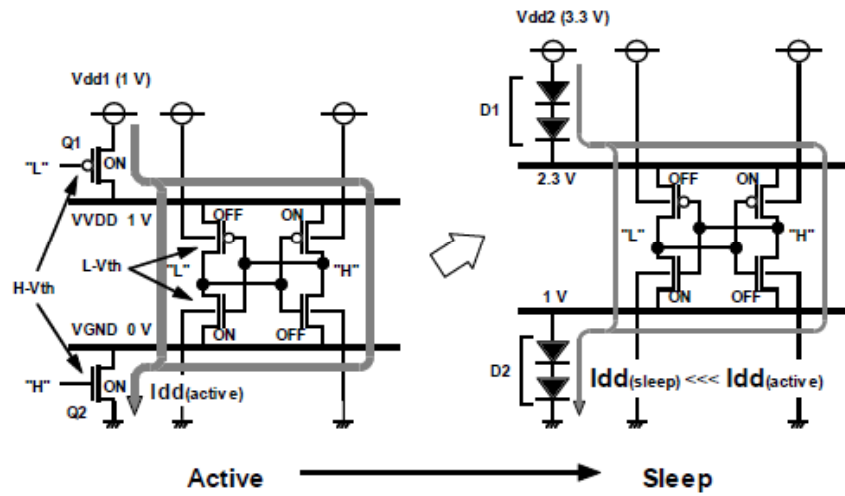 Vdd2 (3.3 V)
Vdd1 (1 V)
D1
Q1
"L"
ON
2.3 V
VVDD 1 V
OFF
ON
OFF
ON
L-Vth
"L"
"H"
"L"
"H"
H-Vth
VGND 0 V
ON
OFF
1 V
ON
OFF
"H"
ON
Q2
Idd(active)
D2
Idd(sleep) <<< Idd(active)
Active
Sleep